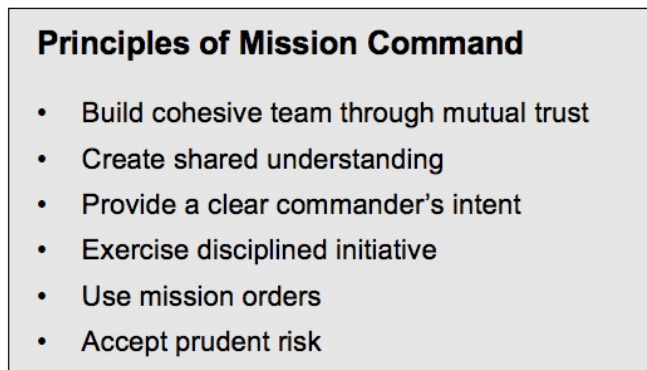 Principles of Mission Command
• Build cohesive team through mutual trust
• Create shared understanding
• Provide a clear commander’s intent
• Exercise disciplined initiative
• Use mission orders
• Accept prudent risk